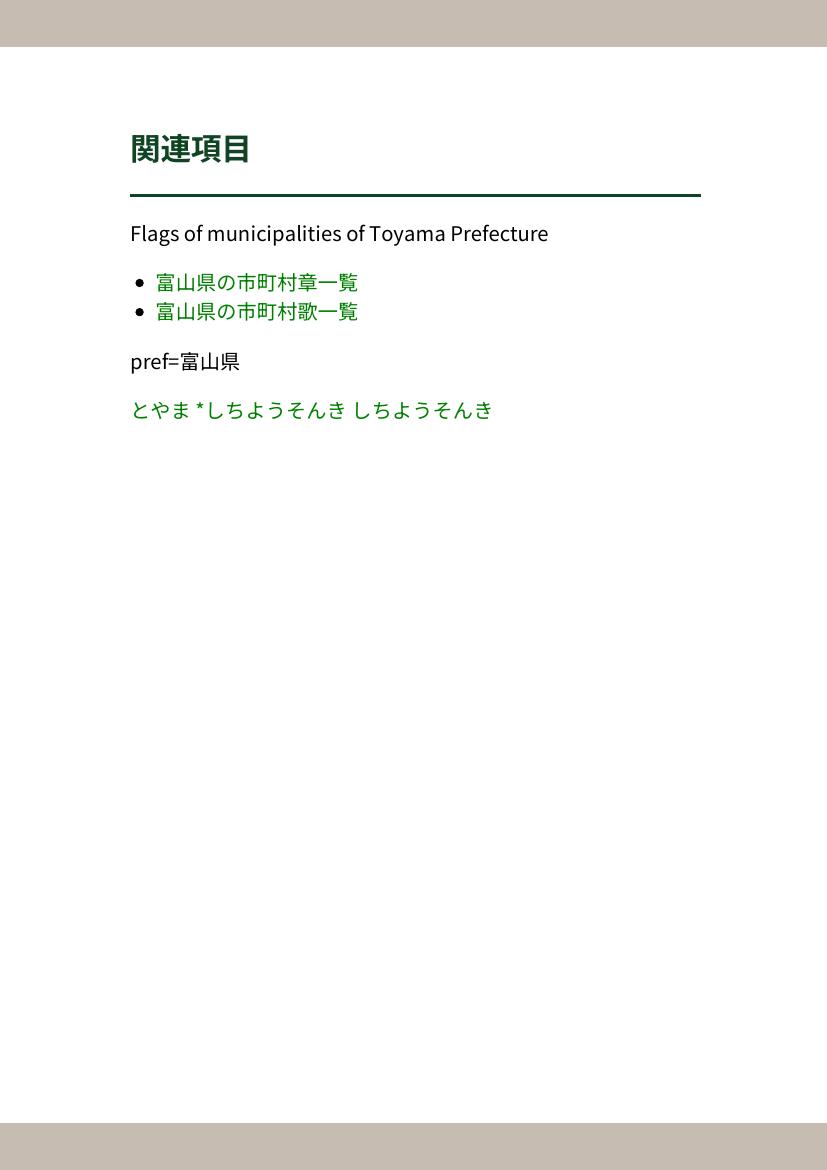 関連項目
Flags of municipalities of Toyama Prefecture
富山県の市町村章一覧
富山県の市町村歌一覧
pref=富山県
とやま *しちようそんき しちようそんき